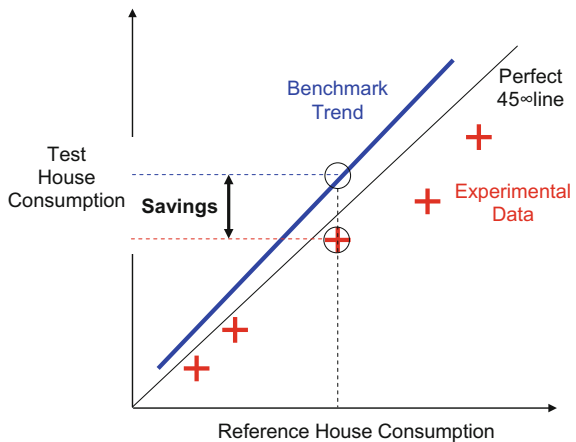 Benchmark
Trend
Perfect
45∞line
Test
House
Consumption
Savings
Experimental
Data
Reference House Consumption